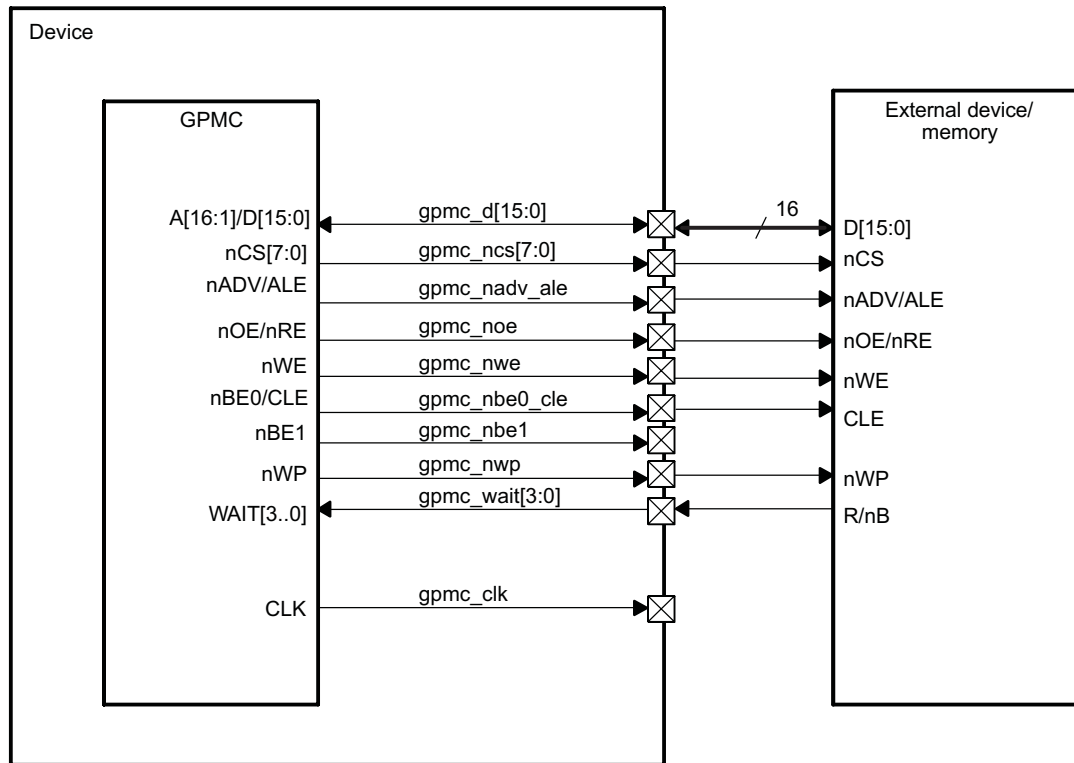 Device
GPMC
External device/
memory
A[16:1]/D[15:0]
gpmc_d[15:0]
16
D[15:0]
nCS[7:0]
gpmc_ncs[7:0]
nCS
nADV/ALE
gpmc_nadv_ale
nADV/ALE
nOE/nRE
gpmc_noe
nOE/nRE
nWE
gpmc_nwe
nWE
nBE0/CLE
gpmc_nbe0_cle
CLE
nBE1
gpmc_nbe1
nWP
gpmc_nwp
nWP
WAIT[3..0]
gpmc_wait[3:0]
R/nB
CLK
gpmc_clk